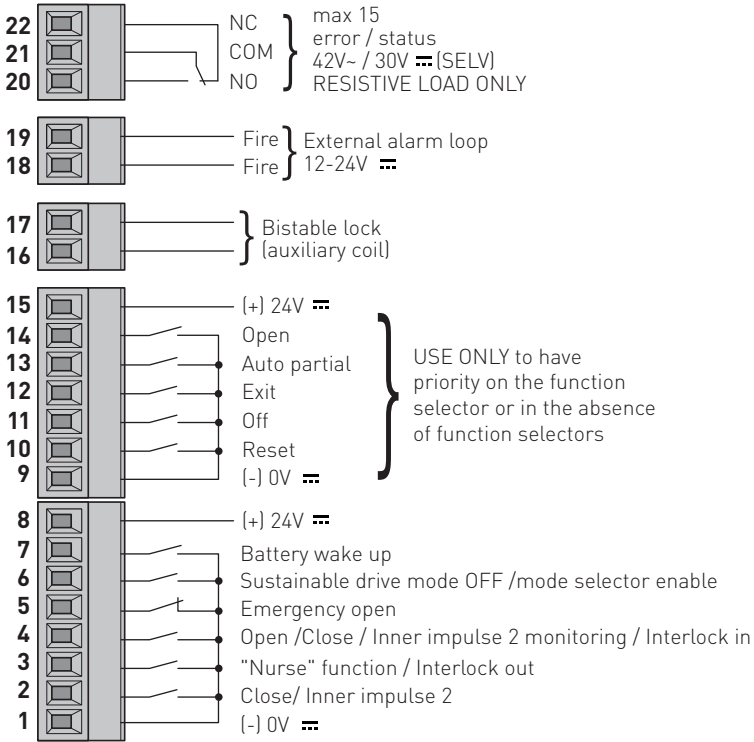 22 NC
21 COM
20 NO
max 15
error / status
42V~ / 30V ⎓ (SELV)
RESISTIVE LOAD ONLY
19 Fire
18 Fire
External alarm loop
12-24V ⎓
17
16
Bistable lock
(auxiliary coil)
15 (+) 24V ⎓
14 Open
13 Auto partial
12 Exit
11 Off
10 Reset
9 (-) 0V ⎓
USE ONLY to have
priority on the function
selector or in the absence
of function selectors
8 (+) 24V ⎓
7 Battery wake up
6 Sustainable drive mode OFF /mode selector enable
5 Emergency open
4 Open /Close / Inner impulse 2 monitoring / Interlock in
3 "Nurse" function / Interlock out
2 Close/ Inner impulse 2
1 (-) 0V ⎓